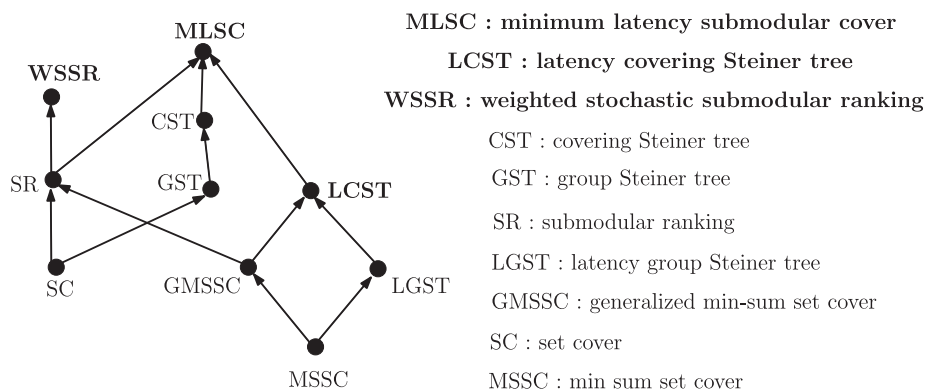 MLSC
WSSR
CST
SR
GST
LCST
SC
GMSSC
LGST
MSSC
MLSC : minimum latency submodular cover
LCST : latency covering Steiner tree
WSSR : weighted stochastic submodular ranking
CST : covering Steiner tree
GST : group Steiner tree
SR : submodular ranking
LGST : latency group Steiner tree
GMSSC : generalized min-sum set cover
SC : set cover
MSSC : min sum set cover